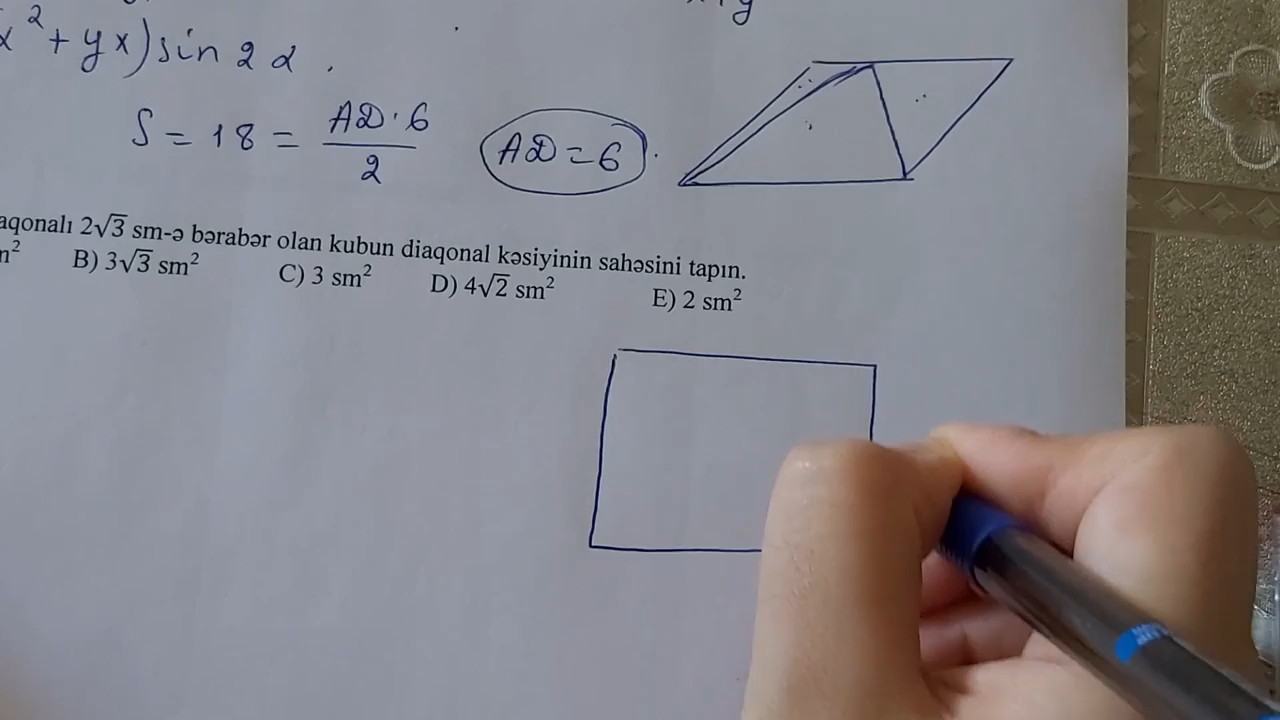 x² + yx) sin 2α .
S = 18 = AD·6 / 2   AD = 6 .
2√3 sm-ə bərabər olan kubun diaqonal kəsiyinin sahəsini tapın.
B) 3√3 sm²   C) 3 sm²   D) 4√2 sm²   E) 2 sm²